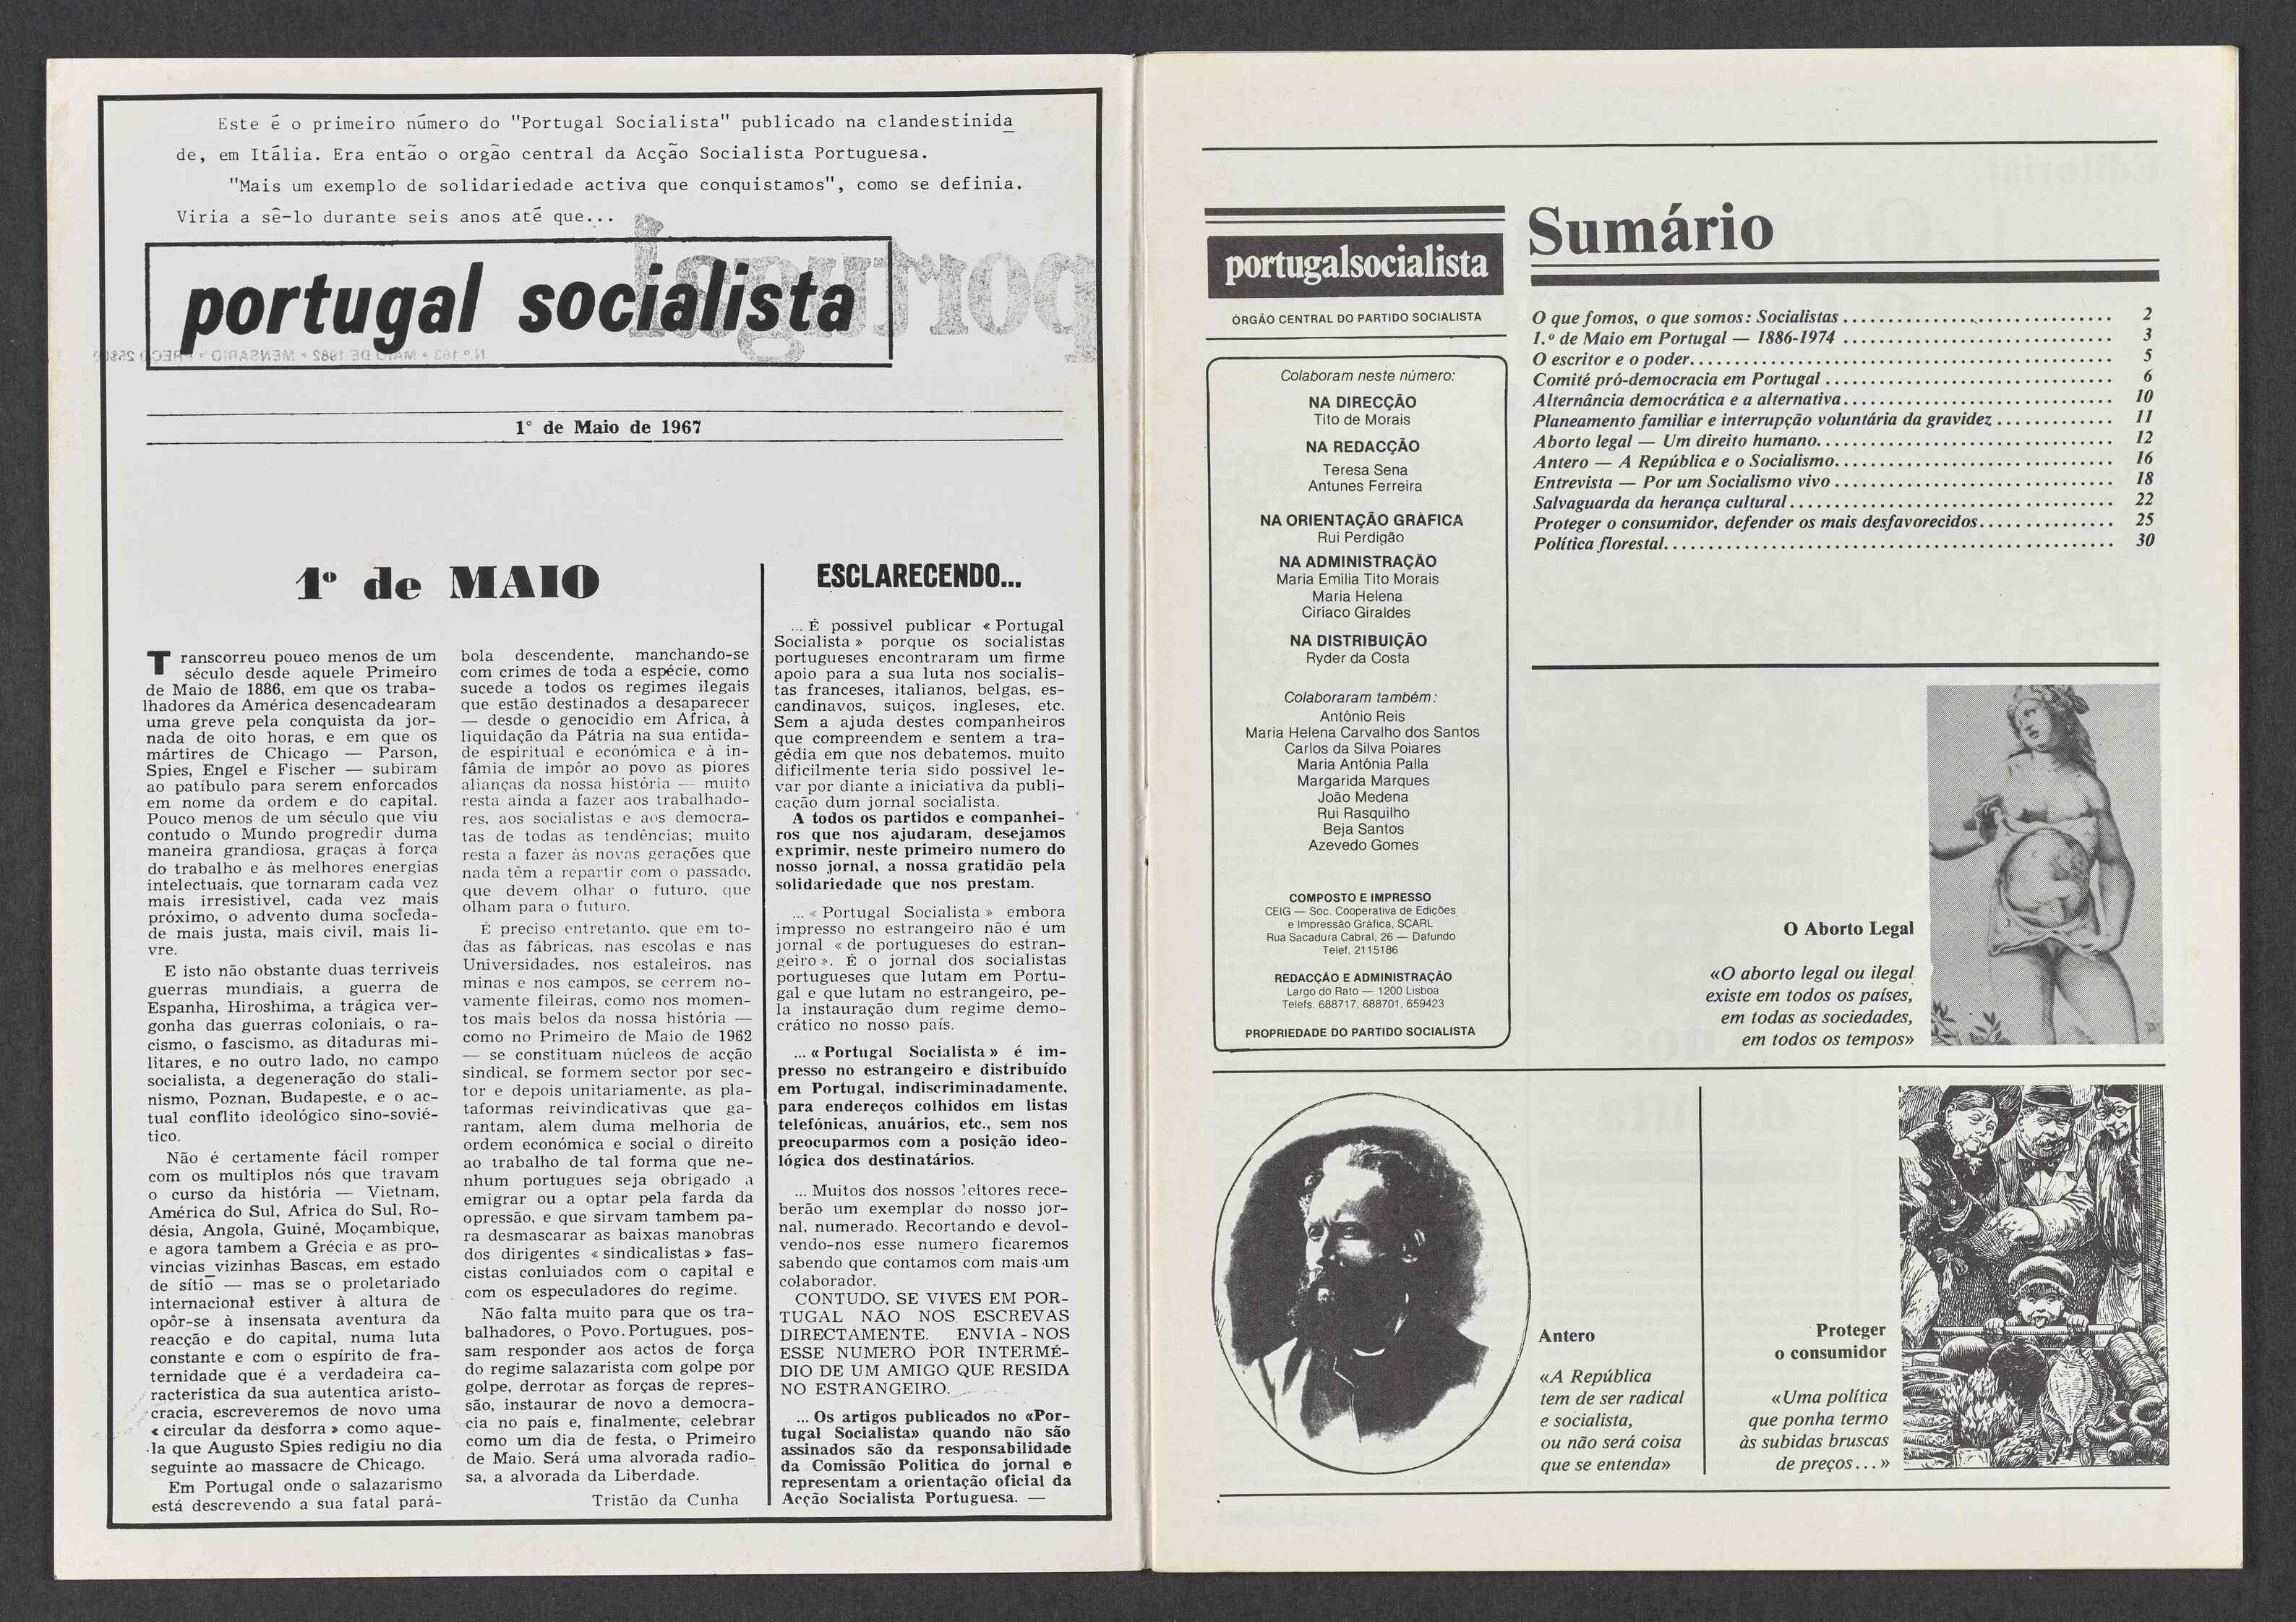 Este é o primeiro número do "Portugal Socialista" publicado na clandestinida
de, em Itália. Era então o orgão central da Acção Socialista Portuguesa.
"Mais um exemplo de solidariedade activa que conquistamos", como se definia.
Viria a sê-lo durante seis anos até que...
portugal socialista
N.º 163 • MAIO DE 1982 • MENSÁRIO • PREÇO 25$00
1° de Maio de 1967
1º de MAIO
Transcorreu pouco menos de um
século desde aquele Primeiro
de Maio de 1886, em que os traba-
lhadores da América desencadearam
uma greve pela conquista da jor-
nada de oito horas, e em que os
mártires de Chicago — Parson,
Spies, Engel e Fischer — subiram
ao patíbulo para serem enforcados
em nome da ordem e do capital.
Pouco menos de um século que viu
contudo o Mundo progredir duma
maneira grandiosa, graças à força
do trabalho e às melhores energias
intelectuais, que tornaram cada vez
mais irresistivel, cada vez mais
próximo, o advento duma socieda-
de mais justa, mais civil, mais li-
vre.
E isto não obstante duas terriveis
guerras mundiais, a guerra de
Espanha, Hiroshima, a trágica ver-
gonha das guerras coloniais, o ra-
cismo, o fascismo, as ditaduras mi-
litares, e no outro lado, no campo
socialista, a degeneração do stali-
nismo, Poznan, Budapeste, e o ac-
tual conflito ideológico sino-sovié-
tico.
Não é certamente fácil romper
com os multiplos nós que travam
o curso da história — Vietnam,
América do Sul, Africa do Sul, Ro-
désia, Angola, Guiné, Moçambique,
e agora tambem a Grécia e as pro-
vincias vizinhas Bascas, em estado
de sítio — mas se o proletariado
internacional estiver à altura de
opôr-se à insensata aventura da
reacção e do capital, numa luta
constante e com o espírito de fra-
ternidade que é a verdadeira ca-
racteristica da sua autentica aristo-
cracia, escreveremos de novo uma
« circular da desforra » como aque-
la que Augusto Spies redigiu no dia
seguinte ao massacre de Chicago.
Em Portugal onde o salazarismo
está descrevendo a sua fatal pará-
bola descendente, manchando-se
com crimes de toda a espécie, como
sucede a todos os regimes ilegais
que estão destinados a desaparecer
— desde o genocídio em Africa, à
liquidação da Pátria na sua entida-
de espiritual e económica e à in-
fâmia de impôr ao povo as piores
alianças da nossa história — muito
resta ainda a fazer aos trabalhado-
res, aos socialistas e aos democra-
tas de todas as tendências; muito
resta a fazer às novas gerações que
nada têm a repartir com o passado,
que devem olhar o futuro, que
olham para o futuro.
É preciso entretanto, que em to-
das as fábricas, nas escolas e nas
Universidades, nos estaleiros, nas
minas e nos campos, se cerrem no-
vamente fileiras, como nos momen-
tos mais belos da nossa história —
como no Primeiro de Maio de 1962
— se constituam núcleos de acção
sindical, se formem sector por sec-
tor e depois unitariamente, as pla-
taformas reivindicativas que ga-
rantam, alem duma melhoria de
ordem económica e social o direito
ao trabalho de tal forma que ne-
nhum portugues seja obrigado a
emigrar ou a optar pela farda da
opressão, e que sirvam tambem pa-
ra desmascarar as baixas manobras
dos dirigentes « sindicalistas » fas-
cistas conluiados com o capital e
com os especuladores do regime.
Não falta muito para que os tra-
balhadores, o Povo Portugues, pos-
sam responder aos actos de força
do regime salazarista com golpe por
golpe, derrotar as forças de repres-
são, instaurar de novo a democra-
cia no país e, finalmente, celebrar
como um dia de festa, o Primeiro
de Maio. Será uma alvorada radio-
sa, a alvorada da Liberdade.
Tristão da Cunha
ESCLARECENDO...
... É possivel publicar « Portugal
Socialista » porque os socialistas
portugueses encontraram um firme
apoio para a sua luta nos socialis-
tas franceses, italianos, belgas, es-
candinavos, suiços, ingleses, etc.
Sem a ajuda destes companheiros
que compreendem e sentem a tra-
gédia em que nos debatemos, muito
dificilmente teria sido possivel le-
var por diante a iniciativa da publi-
cação dum jornal socialista.
A todos os partidos e companhei-
ros que nos ajudaram, desejamos
exprimir, neste primeiro numero do
nosso jornal, a nossa gratidão pela
solidariedade que nos prestam.
... « Portugal Socialista » embora
impresso no estrangeiro não é um
jornal « de portugueses do estran-
geiro ». É o jornal dos socialistas
portugueses que lutam em Portu-
gal e que lutam no estrangeiro, pe-
la instauração dum regime demo-
crático no nosso país.
... « Portugal Socialista » é im-
presso no estrangeiro e distribuído
em Portugal, indiscriminadamente,
para endereços colhidos em listas
telefónicas, anuários, etc., sem nos
preocuparmos com a posição ideo-
lógica dos destinatários.
... Muitos dos nossos leitores rece-
berão um exemplar do nosso jor-
nal, numerado. Recortando e devol-
vendo-nos esse numero ficaremos
sabendo que contamos com mais um
colaborador.
CONTUDO, SE VIVES EM POR-
TUGAL NÃO NOS ESCREVAS
DIRECTAMENTE. ENVIA - NOS
ESSE NUMERO POR INTERMÉ-
DIO DE UM AMIGO QUE RESIDA
NO ESTRANGEIRO.
... Os artigos publicados no «Por-
tugal Socialista» quando não são
assinados são da responsabilidade
da Comissão Politica do jornal e
representam a orientação oficial da
Acção Socialista Portuguesa. —
portugalsocialista
ÓRGÃO CENTRAL DO PARTIDO SOCIALISTA
Colaboram neste número:
NA DIRECÇÃO
Tito de Morais
NA REDACÇÃO
Teresa Sena
Antunes Ferreira
NA ORIENTAÇÃO GRÁFICA
Rui Perdigão
NA ADMINISTRAÇÃO
Maria Emília Tito Morais
Maria Helena
Ciríaco Giraldes
NA DISTRIBUIÇÃO
Ryder da Costa
Colaboraram também:
António Reis
Maria Helena Carvalho dos Santos
Carlos da Silva Poiares
Maria Antónia Palla
Margarida Marques
João Medena
Rui Rasquilho
Beja Santos
Azevedo Gomes
COMPOSTO E IMPRESSO
CEIG — Soc. Cooperativa de Edições
e Impressão Gráfica, SCARL
Rua Sacadura Cabral, 26 — Dafundo
Telef. 2115186
REDACÇÃO E ADMINISTRAÇÃO
Largo do Rato — 1200 Lisboa
Telefs. 688717, 688701, 659423
PROPRIEDADE DO PARTIDO SOCIALISTA
Sumário
O que fomos, o que somos: Socialistas ............................... 2
1.º de Maio em Portugal — 1886-1974 ............................... 3
O escritor e o poder................................................ 5
Comité pró-democracia em Portugal ................................. 6
Alternância democrática e a alternativa............................... 10
Planeamento familiar e interrupção voluntária da gravidez ............. 11
Aborto legal — Um direito humano.................................. 12
Antero — A República e o Socialismo................................ 16
Entrevista — Por um Socialismo vivo ................................ 18
Salvaguarda da herança cultural..................................... 22
Proteger o consumidor, defender os mais desfavorecidos............... 25
Política florestal................................................... 30
O Aborto Legal
«O aborto legal ou ilegal
existe em todos os países,
em todas as sociedades,
em todos os tempos»
Antero
«A República
tem de ser radical
e socialista,
ou não será coisa
que se entenda»
Proteger
o consumidor
«Uma política
que ponha termo
às subidas bruscas
de preços...»